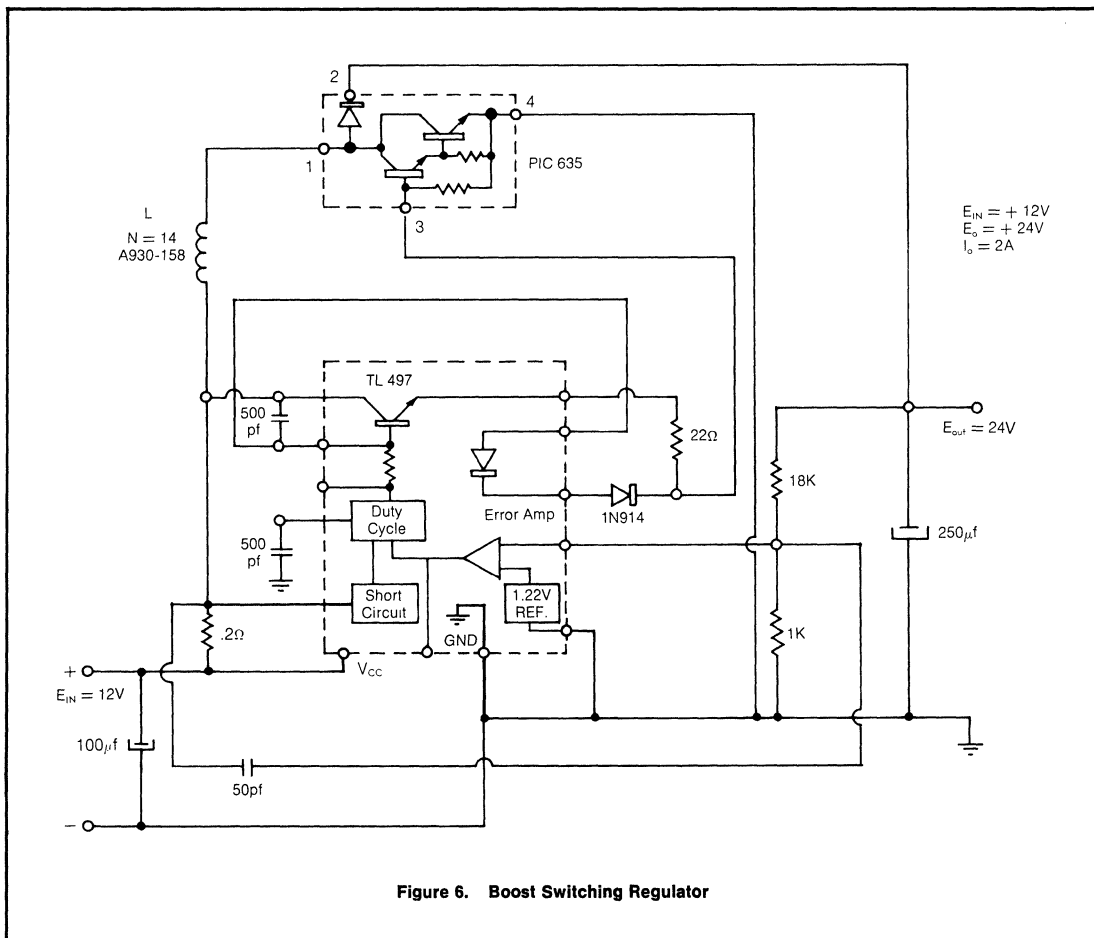 2
4
1
PIC 635
3
L
N = 14
A930-158
E_IN = + 12V
E_o = + 24V
I_o = 2A
TL 497
500
pf
22Ω
E_out = 24V
18K
Duty
Cycle
Error Amp
1N914
250μf
500
pf
Short
Circuit
1.22V
REF.
.2Ω
GND
1K
+
V_CC
E_IN = 12V
100μf
50pf
−
Figure 6. Boost Switching Regulator